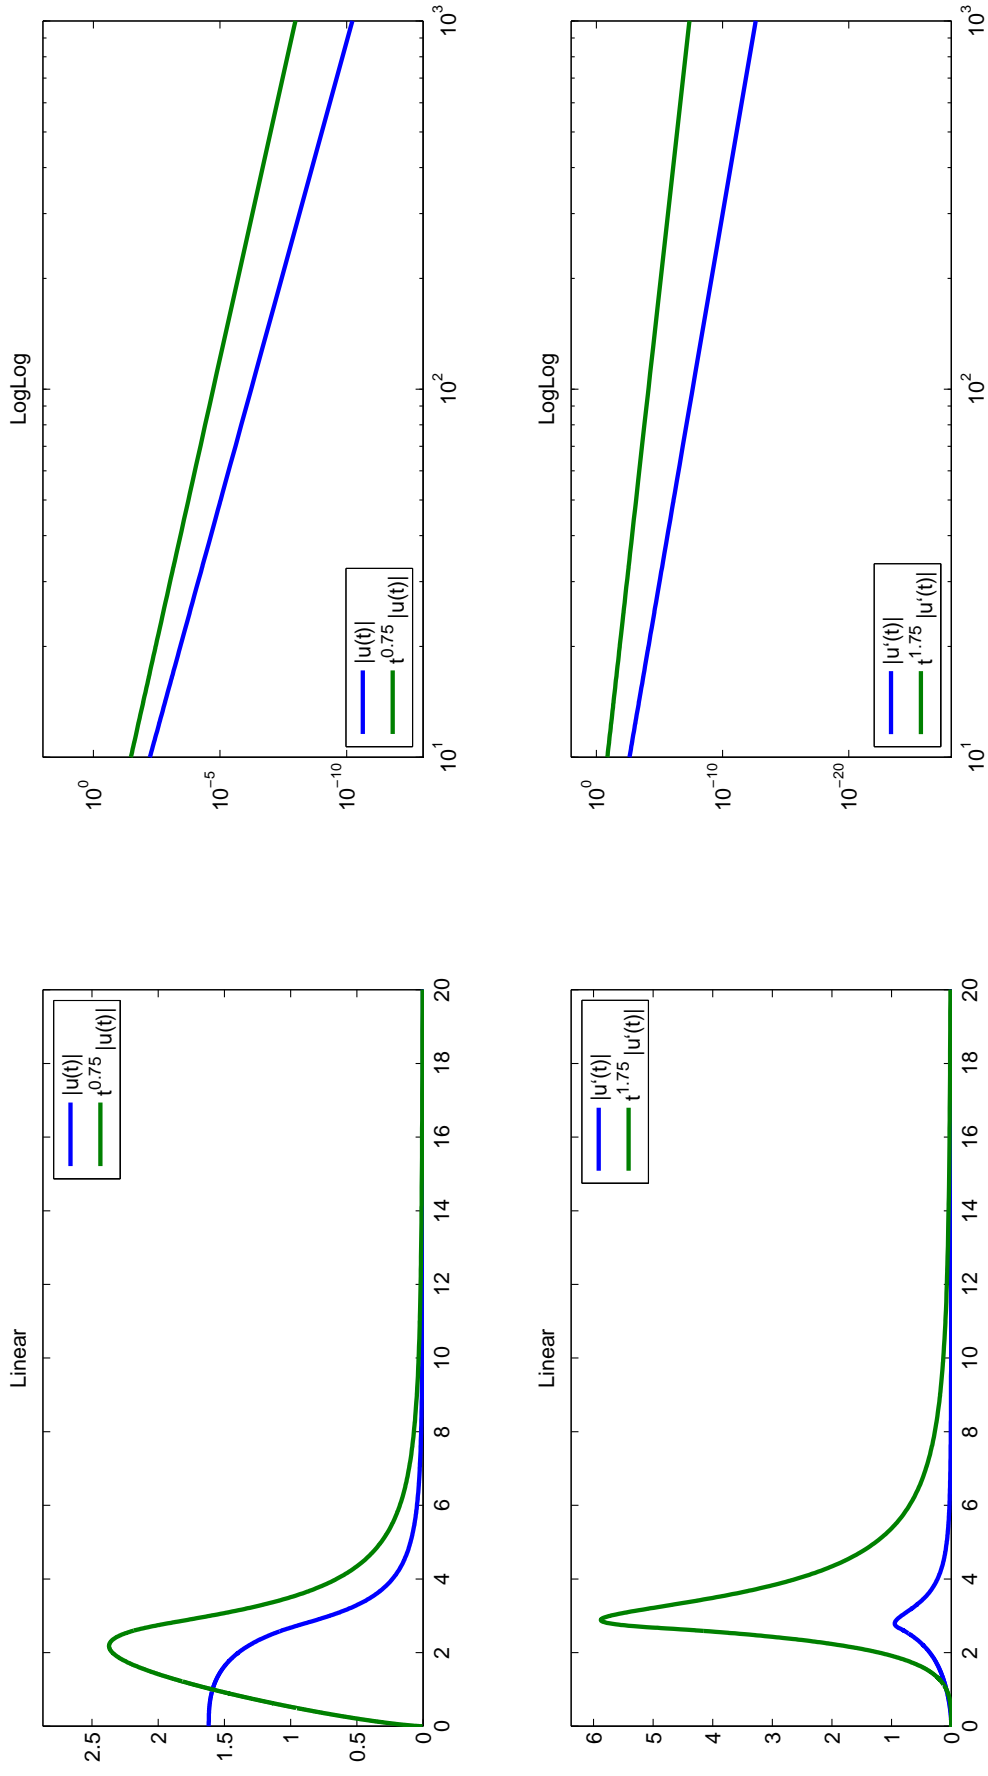 Linear
2.5
2
1.5
1
0.5
0
0 2 4 6 8 10 12 14 16 18 20
|u(t)|
t^0.75 |u(t)|
LogLog
10^0
10^−5
10^−10
10^1 10^2 10^3
|u(t)|
t^0.75 |u(t)|
Linear
6
5
4
3
2
1
0
0 2 4 6 8 10 12 14 16 18 20
|u‘(t)|
t^1.75 |u‘(t)|
LogLog
10^0
10^−10
10^−20
10^1 10^2 10^3
|u‘(t)|
t^1.75 |u‘(t)|